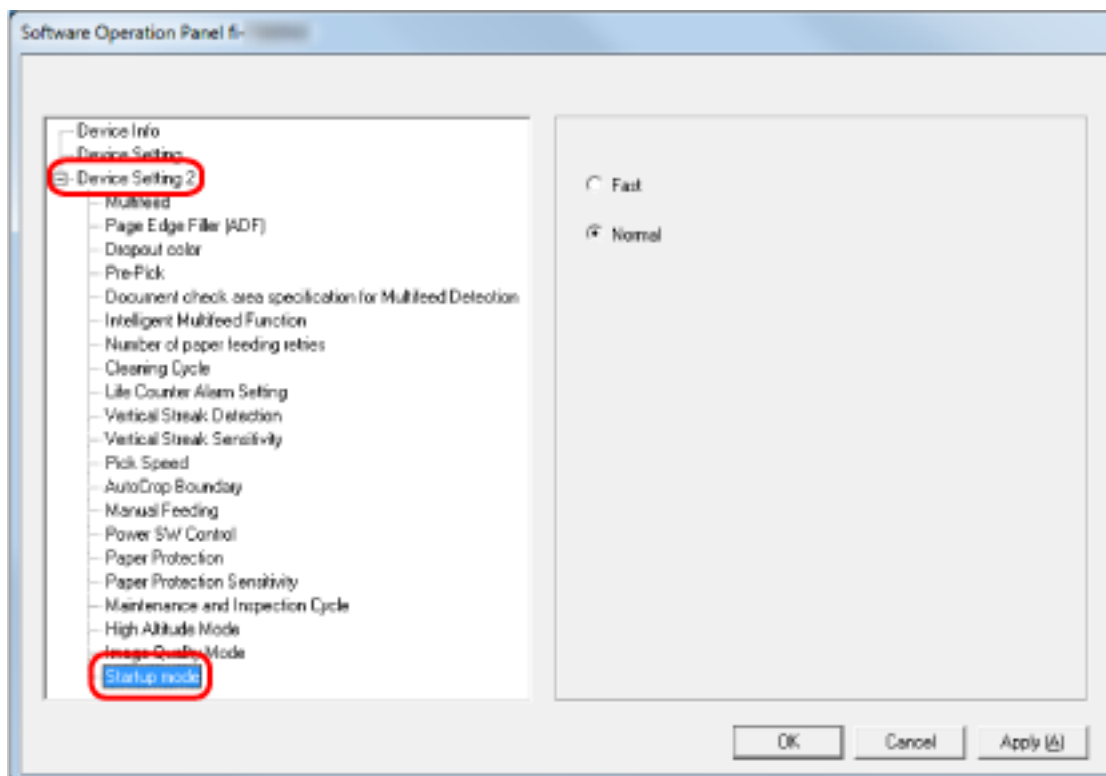 Software Operation Panel fi-
Device Info
Device Setting
Device Setting 2
Multifeed
Page Edge Filler (ADF)
Dropout color
Pre-Pick
Document check area specification for Multifeed Detection
Intelligent Multifeed Function
Number of paper feeding retries
Cleaning Cycle
Life Counter Alarm Setting
Vertical Streak Detection
Vertical Streak Sensitivity
Pick Speed
AutoCrop Boundary
Manual Feeding
Power SW Control
Paper Protection
Paper Protection Sensitivity
Maintenance and Inspection Cycle
High Altitude Mode
Image Quality Mode
Startup mode
Fast
Normal
OK
Cancel
Apply (A)